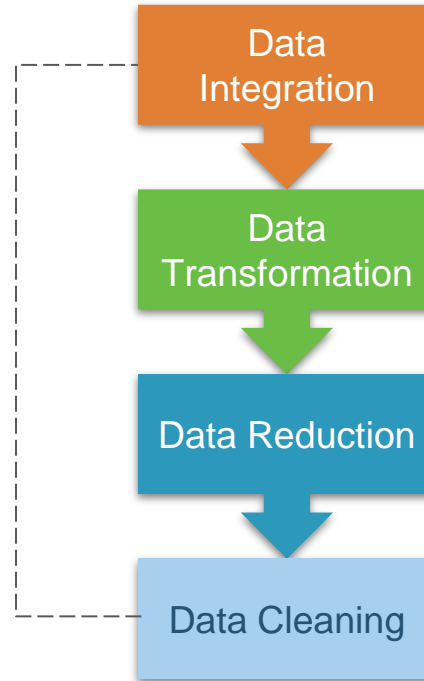 Data
Integration
Data
Transformation
Data Reduction
Data Cleaning